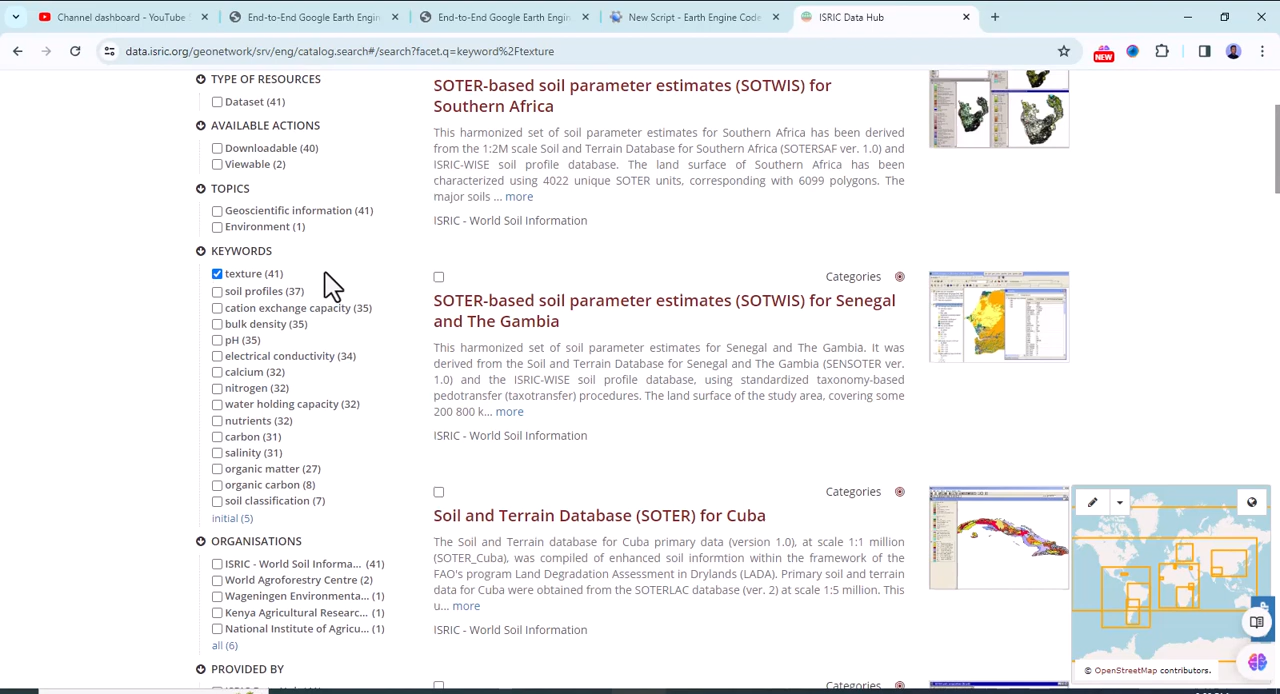 Channel dashboard - YouTube
End-to-End Google Earth Engin
End-to-End Google Earth Engin
New Script - Earth Engine Code
ISRIC Data Hub
data.isric.org/geonetwork/srv/eng/catalog.search#/search?facet.q=keyword%2Ftexture
NEW
TYPE OF RESOURCES
Dataset (41)
AVAILABLE ACTIONS
Downloadable (40)
Viewable (2)
TOPICS
Geoscientific information (41)
Environment (1)
KEYWORDS
texture (41)
soil profiles (37)
cation exchange capacity (35)
bulk density (35)
pH (35)
electrical conductivity (34)
calcium (32)
nitrogen (32)
water holding capacity (32)
nutrients (32)
carbon (31)
salinity (31)
organic matter (27)
organic carbon (8)
soil classification (7)
initial (5)
ORGANISATIONS
ISRIC - World Soil Informa... (41)
World Agroforestry Centre (2)
Wageningen Environmenta... (1)
Kenya Agricultural Researc... (1)
National Institute of Agricu... (1)
all (6)
PROVIDED BY
SOTER-based soil parameter estimates (SOTWIS) for
Southern Africa
This harmonized set of soil parameter estimates for Southern Africa has been derived
from the 1:2M scale Soil and Terrain Database for Southern Africa (SOTERSAF ver. 1.0) and
ISRIC-WISE soil profile database. The land surface of Southern Africa has been
characterized using 4022 unique SOTER units, corresponding with 6099 polygons. The
major soils ... more
ISRIC - World Soil Information
Categories
SOTER-based soil parameter estimates (SOTWIS) for Senegal
and The Gambia
This harmonized set of soil parameter estimates for Senegal and The Gambia. It was
derived from the Soil and Terrain Database for Senegal and The Gambia (SENSOTER ver.
1.0) and the ISRIC-WISE soil profile database, using standardized taxonomy-based
pedotransfer (taxotransfer) procedures. The land surface of the study area, covering some
200 800 k... more
ISRIC - World Soil Information
Categories
Soil and Terrain Database (SOTER) for Cuba
The Soil and Terrain database for Cuba primary data (version 1.0), at scale 1:1 million
(SOTER_Cuba), was compiled of enhanced soil informtion within the framework of the
FAO's program Land Degradation Assessment in Drylands (LADA). Primary soil and terrain
data for Cuba were obtained from the SOTERLAC database (ver. 2) at scale 1:5 million. This
u... more
ISRIC - World Soil Information
Categories
© OpenStreetMap contributors.